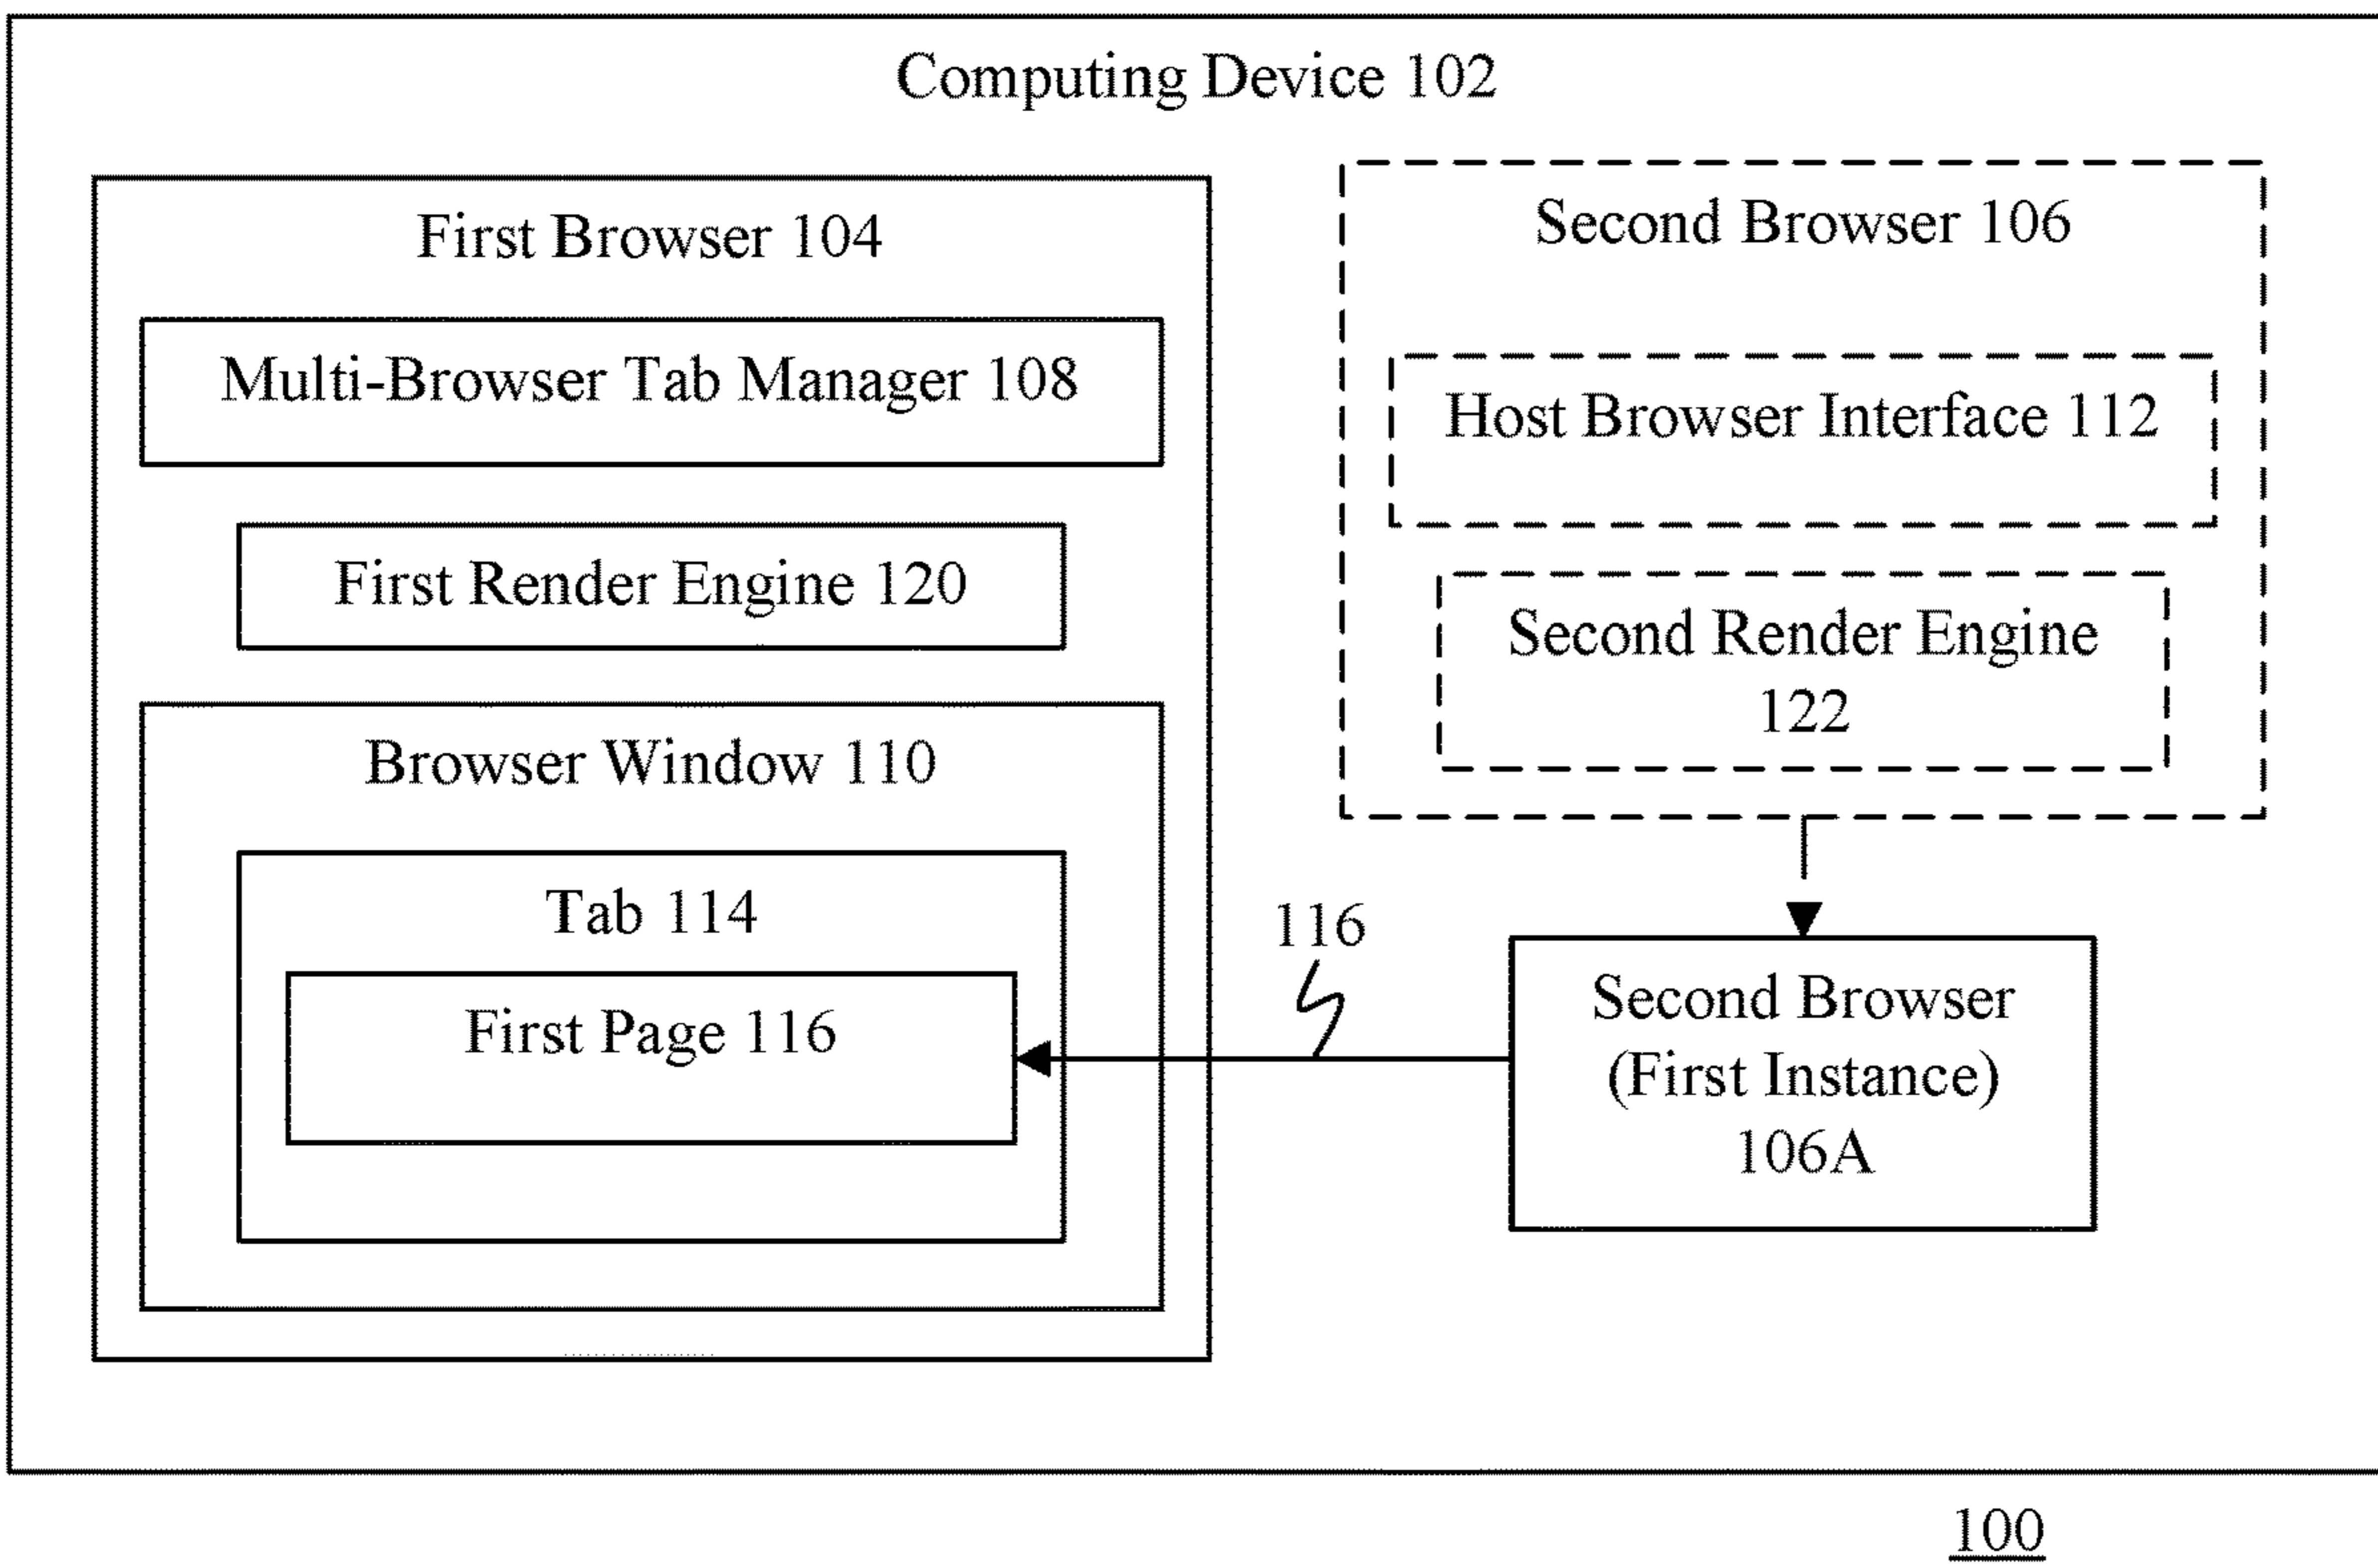 Computing Device 102
First Browser 104
Multi-Browser Tab Manager 108
First Render Engine 120
Browser Window 110
Tab 114
First Page 116
Second Browser 106
Host Browser Interface 112
Second Render Engine
122
116
Second Browser
(First Instance)
106A
100